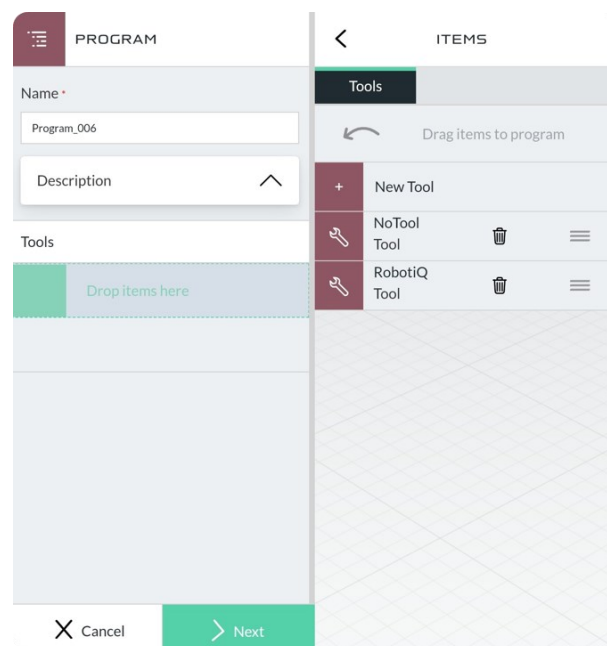 PROGRAM
Name •
Program_006
Description
Tools
Drop items here
Cancel
Next
ITEMS
Tools
Drag items to program
+ New Tool
NoTool
Tool
RobotiQ
Tool